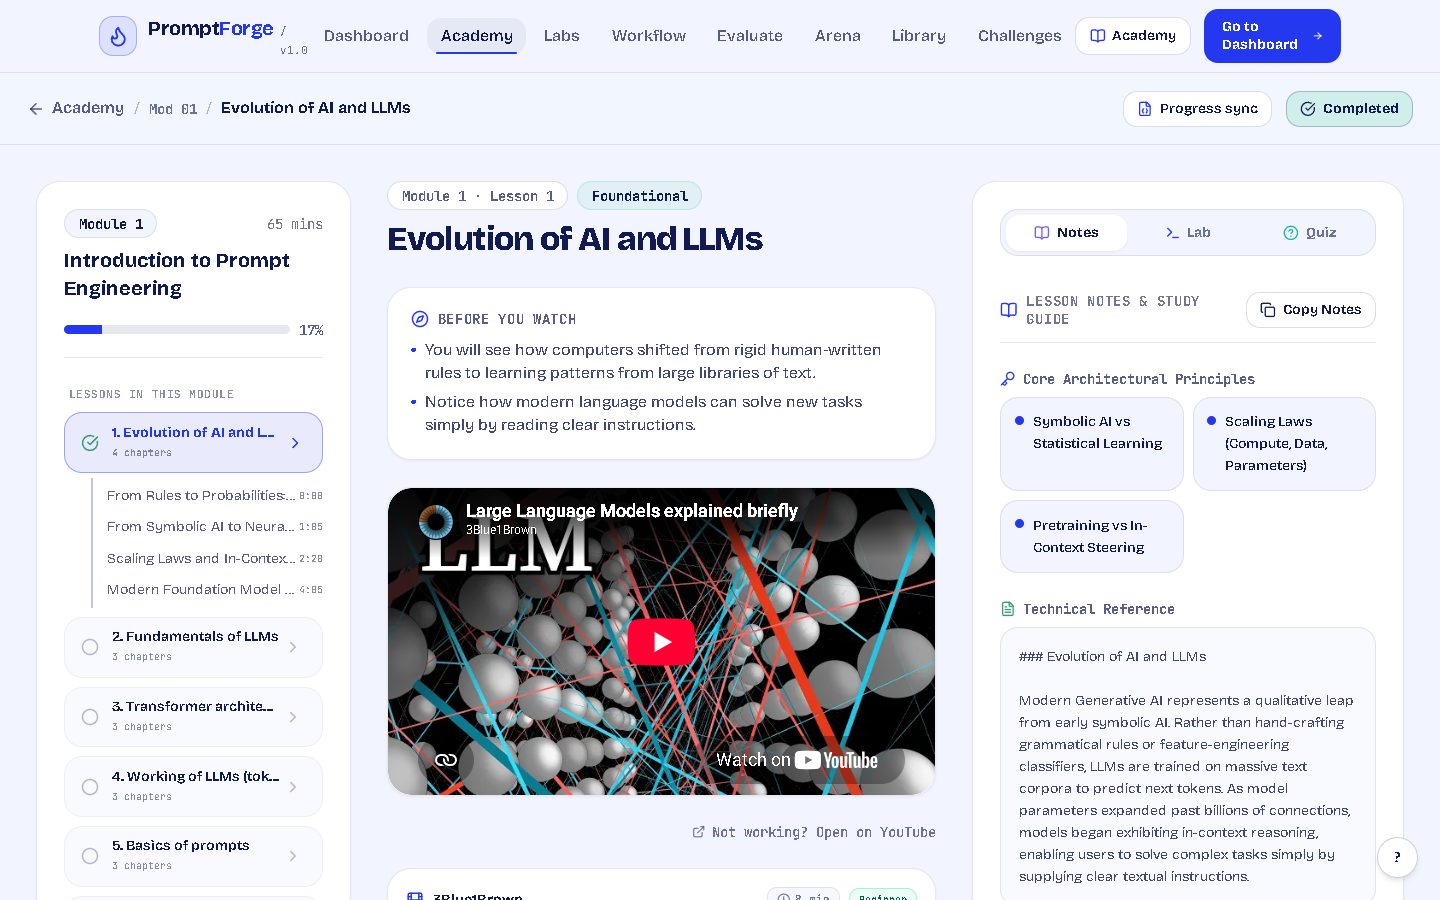 PromptForge / v1.0
Dashboard
Academy
Labs
Workflow
Evaluate
Arena
Library
Challenges
Academy
Go to
Dashboard →
← Academy / Mod 01 / Evolution of AI and LLMs
Progress sync
Completed
Module 1
65 mins
Introduction to Prompt
Engineering
17%
LESSONS IN THIS MODULE
1. Evolution of AI and L...
4 chapters
From Rules to Probabilities:... 0:00
From Symbolic AI to Neura... 1:05
Scaling Laws and In-Contex... 2:20
Modern Foundation Model ... 4:05
2. Fundamentals of LLMs
3 chapters
3. Transformer archite...
3 chapters
4. Working of LLMs (tok...
3 chapters
5. Basics of prompts
3 chapters
Module 1 · Lesson 1
Foundational
Evolution of AI and LLMs
BEFORE YOU WATCH
• You will see how computers shifted from rigid human-written
rules to learning patterns from large libraries of text.
• Notice how modern language models can solve new tasks
simply by reading clear instructions.
Large Language Models explained briefly
3Blue1Brown
LLM
Watch on YouTube
Not working? Open on YouTube
3Blue1Brown
8 min
Beginner
Notes
Lab
Quiz
LESSON NOTES & STUDY
GUIDE
Copy Notes
Core Architectural Principles
Symbolic AI vs
Statistical Learning
Scaling Laws
(Compute, Data,
Parameters)
Pretraining vs In-
Context Steering
Technical Reference
### Evolution of AI and LLMs
Modern Generative AI represents a qualitative leap
from early symbolic AI. Rather than hand-crafting
grammatical rules or feature-engineering
classifiers, LLMs are trained on massive text
corpora to predict next tokens. As model
parameters expanded past billions of connections,
models began exhibiting in-context reasoning,
enabling users to solve complex tasks simply by
supplying clear textual instructions.
?